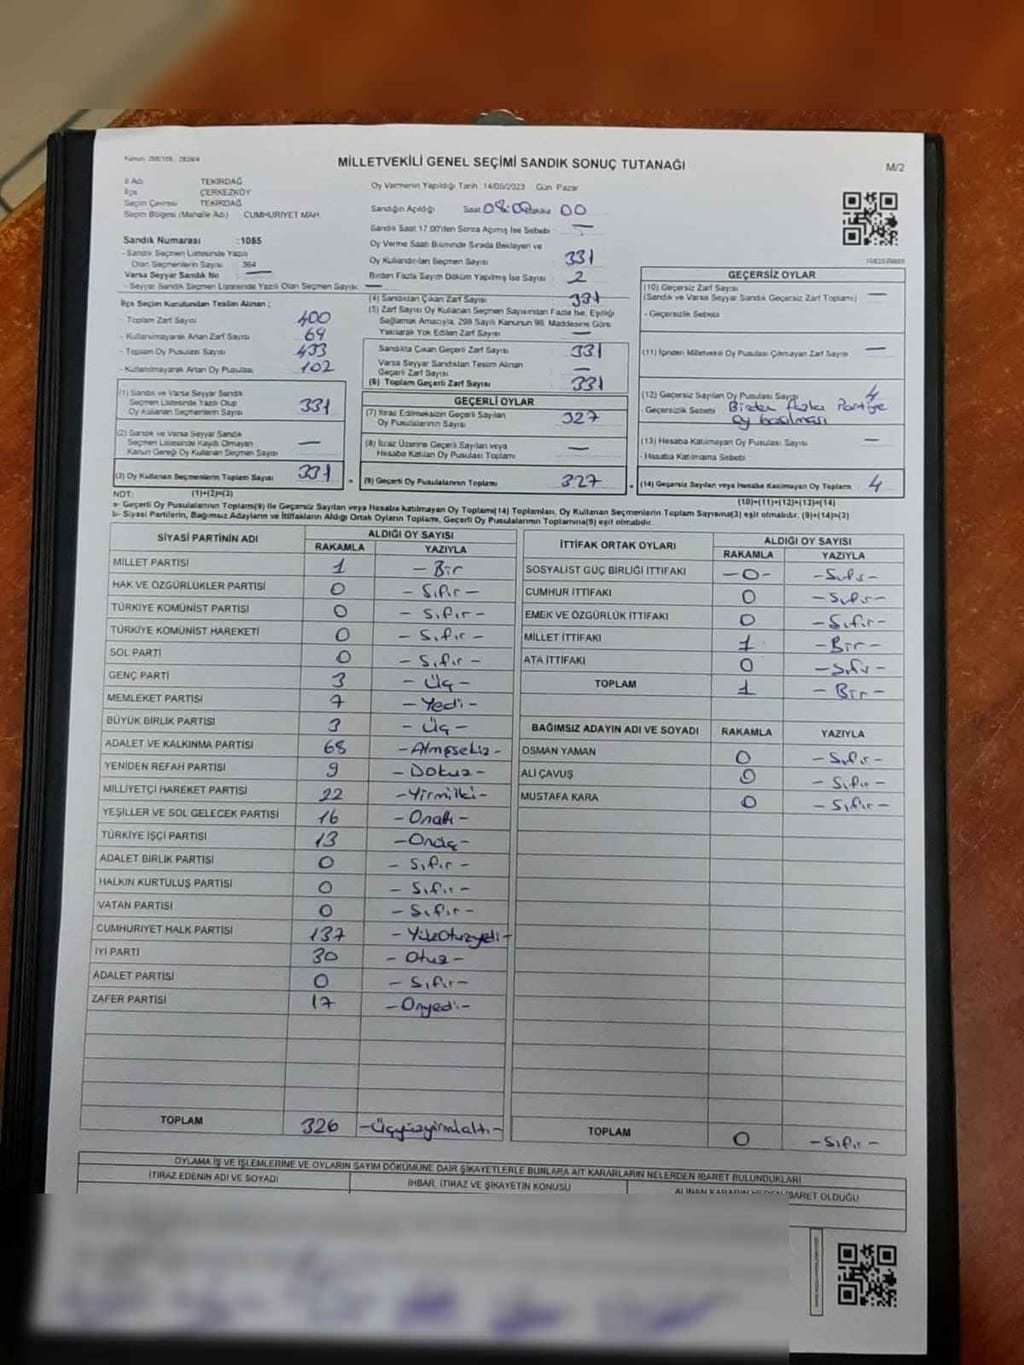 Kanun: 298/105 - 2839/4
MİLLETVEKİLİ GENEL SEÇİMİ SANDIK SONUÇ TUTANAĞI
M/2
İl Adı TEKİRDAĞ
İlçe ÇERKEZKÖY
Seçim Çevresi TEKİRDAĞ
Seçim Bölgesi (Mahalle Adı) CUMHURİYET MAH.
Oy Vermenin Yapıldığı Tarih 14/05/2023 Gün Pazar
Sandığın Açıldığı Saat 08:00 Dakika 00
Sandık Saat 17:00'den Sonra Açılmış İse Sebebi : —
Sandık Numarası : 1085
- Sandık Seçmen Listesinde Yazılı
Olan Seçmenlerin Sayısı 364
Varsa Seyyar Sandık No —
- Seyyar Sandık Seçmen Listesinde Yazılı Olan Seçmen Sayısı: —
Oy Verme Saati Bitiminde Sırada Bekleyen ve
Oy Kullandırılan Seçmen Sayısı : 331
Birden Fazla Sayım Döküm Yapılmış İse Sayısı : 2
İlçe Seçim Kurulundan Teslim Alınan ;
- Toplam Zarf Sayısı : 400
- Kullanılmayarak Artan Zarf Sayısı : 69
- Toplam Oy Pusulası Sayısı : 433
- Kullanılmayarak Artan Oy Pusulası : 102
(4) Sandıktan Çıkan Zarf Sayısı : 331
(5) Zarf Sayısı Oy Kullanan Seçmen Sayısından Fazla İse, Eşitliği
Sağlamak Amacıyla, 298 Sayılı Kanunun 98. Maddesine Göre
Yakılarak Yok Edilen Zarf Sayısı : —
Sandıkta Çıkan Geçerli Zarf Sayısı : 331
Varsa Seyyar Sandıktan Teslim Alınan
Geçerli Zarf Sayısı : —
(6) Toplam Geçerli Zarf Sayısı 331
(1) Sandık ve Varsa Seyyar Sandık
Seçmen Listesinde Yazılı Olup
Oy Kullanan Seçmenlerin Sayısı 331
(2) Sandık ve Varsa Seyyar Sandık
Seçmen Listesinde Kaydı Olmayan
Kanun Gereği Oy Kullanan Seçmen Sayısı —
(3) Oy Kullanan Seçmenlerin Toplam Sayısı 331
GEÇERLİ OYLAR
(7) İtiraz Edilmeksizin Geçerli Sayılan
Oy Pusulalarının Sayısı : 327
(8) İtiraz Üzerine Geçerli Sayılan veya
Hesaba Katılan Oy Pusulası Toplamı : —
= (9) Geçerli Oy Pusulalarının Toplamı : 327
GEÇERSİZ OYLAR
(10) Geçersiz Zarf Sayısı
(Sandık ve Varsa Seyyar Sandık Geçersiz Zarf Toplamı) : —
- Geçersizlik Sebebi :
(11) İçinden Milletvekili Oy Pusulası Çıkmayan Zarf Sayısı : —
(12) Geçersiz Sayılan Oy Pusulası Sayısı : 4
- Geçersizlik Sebebi : Birden Fazla Partiye
Oy basılması
(13) Hesaba Katılmayan Oy Pusulası Sayısı : —
- Hesaba Katılmama Sebebi :
+ (14) Geçersiz Sayılan veya Hesaba Katılmayan Oy Toplamı : 4
NOT: (1)+(2)=(3)
(10)+(11)+(12)+(13)=(14)
a- Geçerli Oy Pusulaları Toplamı(9) ile Geçersiz Sayılan veya Hesaba katılmayan Oy Toplamı(14) Toplamları, Oy Kullanan Seçmenlerin Toplam Sayısına(3) eşit olmalıdır. (9)+(14)=(3)
b- Siyasi Partilerin, Bağımsız Adayların ve İttifakların Aldığı Ortak Oyların Toplamı, Geçerli Oy Pusulalarının Toplamına(9) eşit olmalıdır.
SİYASİ PARTİNİN ADI ALDIĞI OY SAYISI
RAKAMLA YAZIYLA
MİLLET PARTİSİ 1 - Bir
HAK VE ÖZGÜRLÜKLER PARTİSİ 0 - Sıfır -
TÜRKİYE KOMÜNİST PARTİSİ 0 - Sıfır -
TÜRKİYE KOMÜNİST HAREKETİ 0 - Sıfır -
SOL PARTİ 0 - Sıfır -
GENÇ PARTİ 3 - Üç -
MEMLEKET PARTİSİ 7 - Yedi -
BÜYÜK BİRLİK PARTİSİ 3 - Üç -
ADALET VE KALKINMA PARTİSİ 68 - Atmışsekiz -
YENİDEN REFAH PARTİSİ 9 - Dokuz -
MİLLİYETÇİ HAREKET PARTİSİ 22 - Yirmiiki -
YEŞİLLER VE SOL GELECEK PARTİSİ 16 - Onaltı -
TÜRKİYE İŞÇİ PARTİSİ 13 - Onüç -
ADALET BİRLİK PARTİSİ 0 - Sıfır -
HALKIN KURTULUŞ PARTİSİ 0 - Sıfır -
VATAN PARTİSİ 0 - Sıfır -
CUMHURİYET HALK PARTİSİ 137 - Yüzotuzyedi -
İYİ PARTİ 30 - Otuz -
ADALET PARTİSİ 0 - Sıfır -
ZAFER PARTİSİ 17 - Onyedi -
TOPLAM 326 - Üçyüzyirmialtı -
İTTİFAK ORTAK OYLARI ALDIĞI OY SAYISI
RAKAMLA YAZIYLA
SOSYALİST GÜÇ BİRLİĞİ İTTİFAKI -0- - Sıfır -
CUMHUR İTTİFAKI 0 - Sıfır -
EMEK VE ÖZGÜRLÜK İTTİFAKI 0 - Sıfır -
MİLLET İTTİFAKI 1 - Bir -
ATA İTTİFAKI 0 - Sıfır -
TOPLAM 1 - Bir -
BAĞIMSIZ ADAYIN ADI VE SOYADI RAKAMLA YAZIYLA
OSMAN YAMAN 0 - Sıfır -
ALİ ÇAVUŞ 0 - Sıfır -
MUSTAFA KARA 0 - Sıfır -
TOPLAM 0 - Sıfır -
OYLAMA İŞ VE İŞLEMLERİNE VE OYLARIN SAYIM DÖKÜMÜNE DAİR ŞİKAYETLERLE BUNLARA AİT KARARLARIN NELERDEN İBARET BULUNDUKLARI
İTİRAZ EDENİN ADI VE SOYADI İHBAR, İTİRAZ VE ŞİKAYETİN KONUSU ALINAN KARARIN NEDEN İBARET OLDUĞU